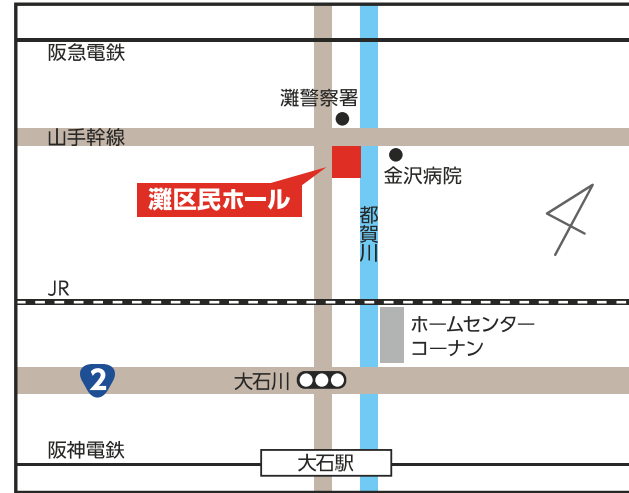 阪急電鉄
灘警察署
山手幹線
金沢病院
灘区民ホール
都賀川
JR
ホームセンター
コーナン
2
大石川
阪神電鉄
大石駅